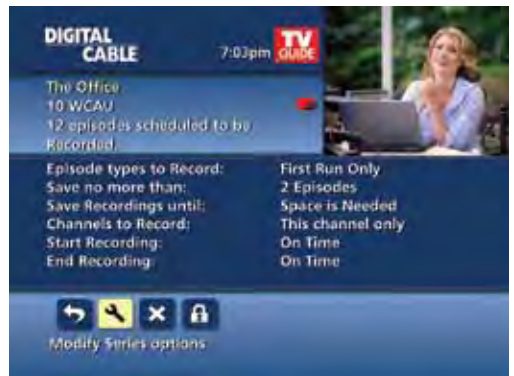 DIGITAL
CABLE
7:03pm
TV
GUIDE
The Office
10 WCAU
12 episodes scheduled to be
Recorded.
Episode types to Record: First Run Only
Save no more than: 2 Episodes
Save Recordings until: Space is Needed
Channels to Record: This channel only
Start Recording: On Time
End Recording: On Time
Modify Series options